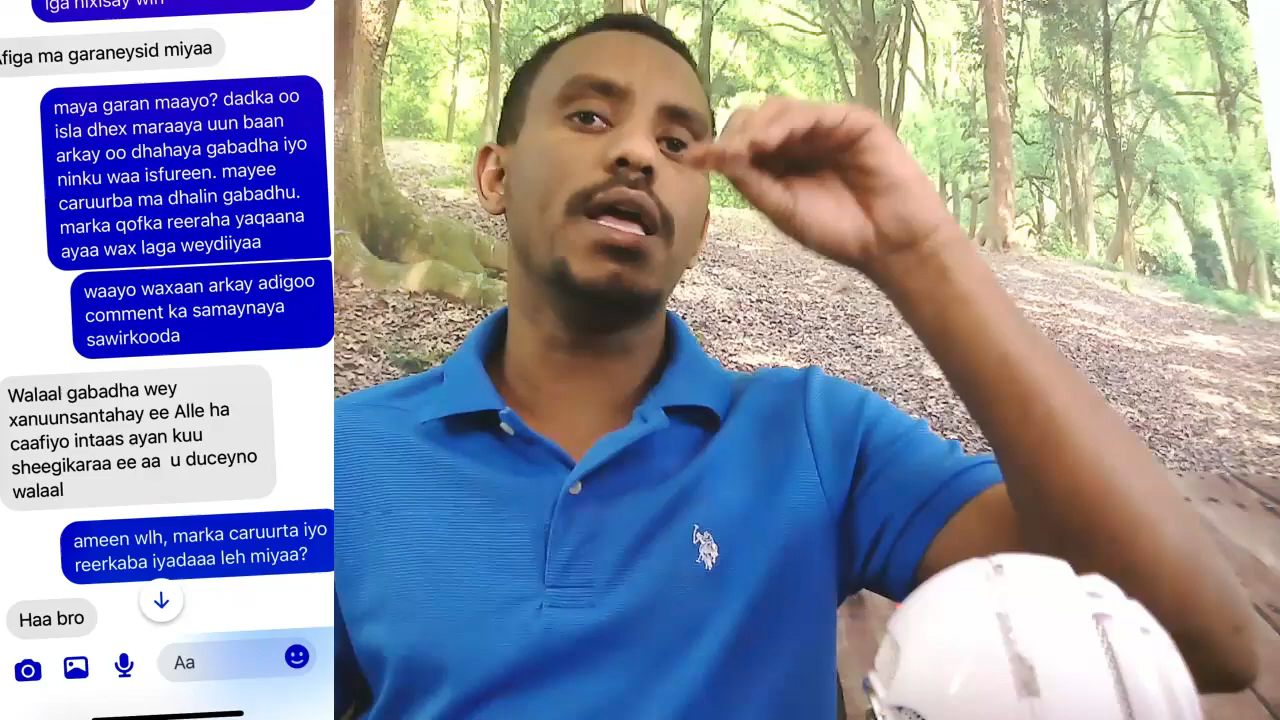 iga nixisay wlh
Afiga ma garaneysid miyaa
maya garan maayo? dadka oo
isla dhex maraaya uun baan
arkay oo dhahaya gabadha iyo
ninku waa isfureen. mayee
caruurba ma dhalin gabadhu.
marka qofka reeraha yaqaana
ayaa wax laga weydiiyaa
waayo waxaan arkay adigoo
comment ka samaynaya
sawirkooda
Walaal gabadha wey
xanuunsantahay ee Alle ha
caafiyo intaas ayan kuu
sheegikaraa ee aa u duceyno
walaal
ameen wlh, marka caruurta iyo
reerkaba iyadaaa leh miyaa?
Haa bro
Aa